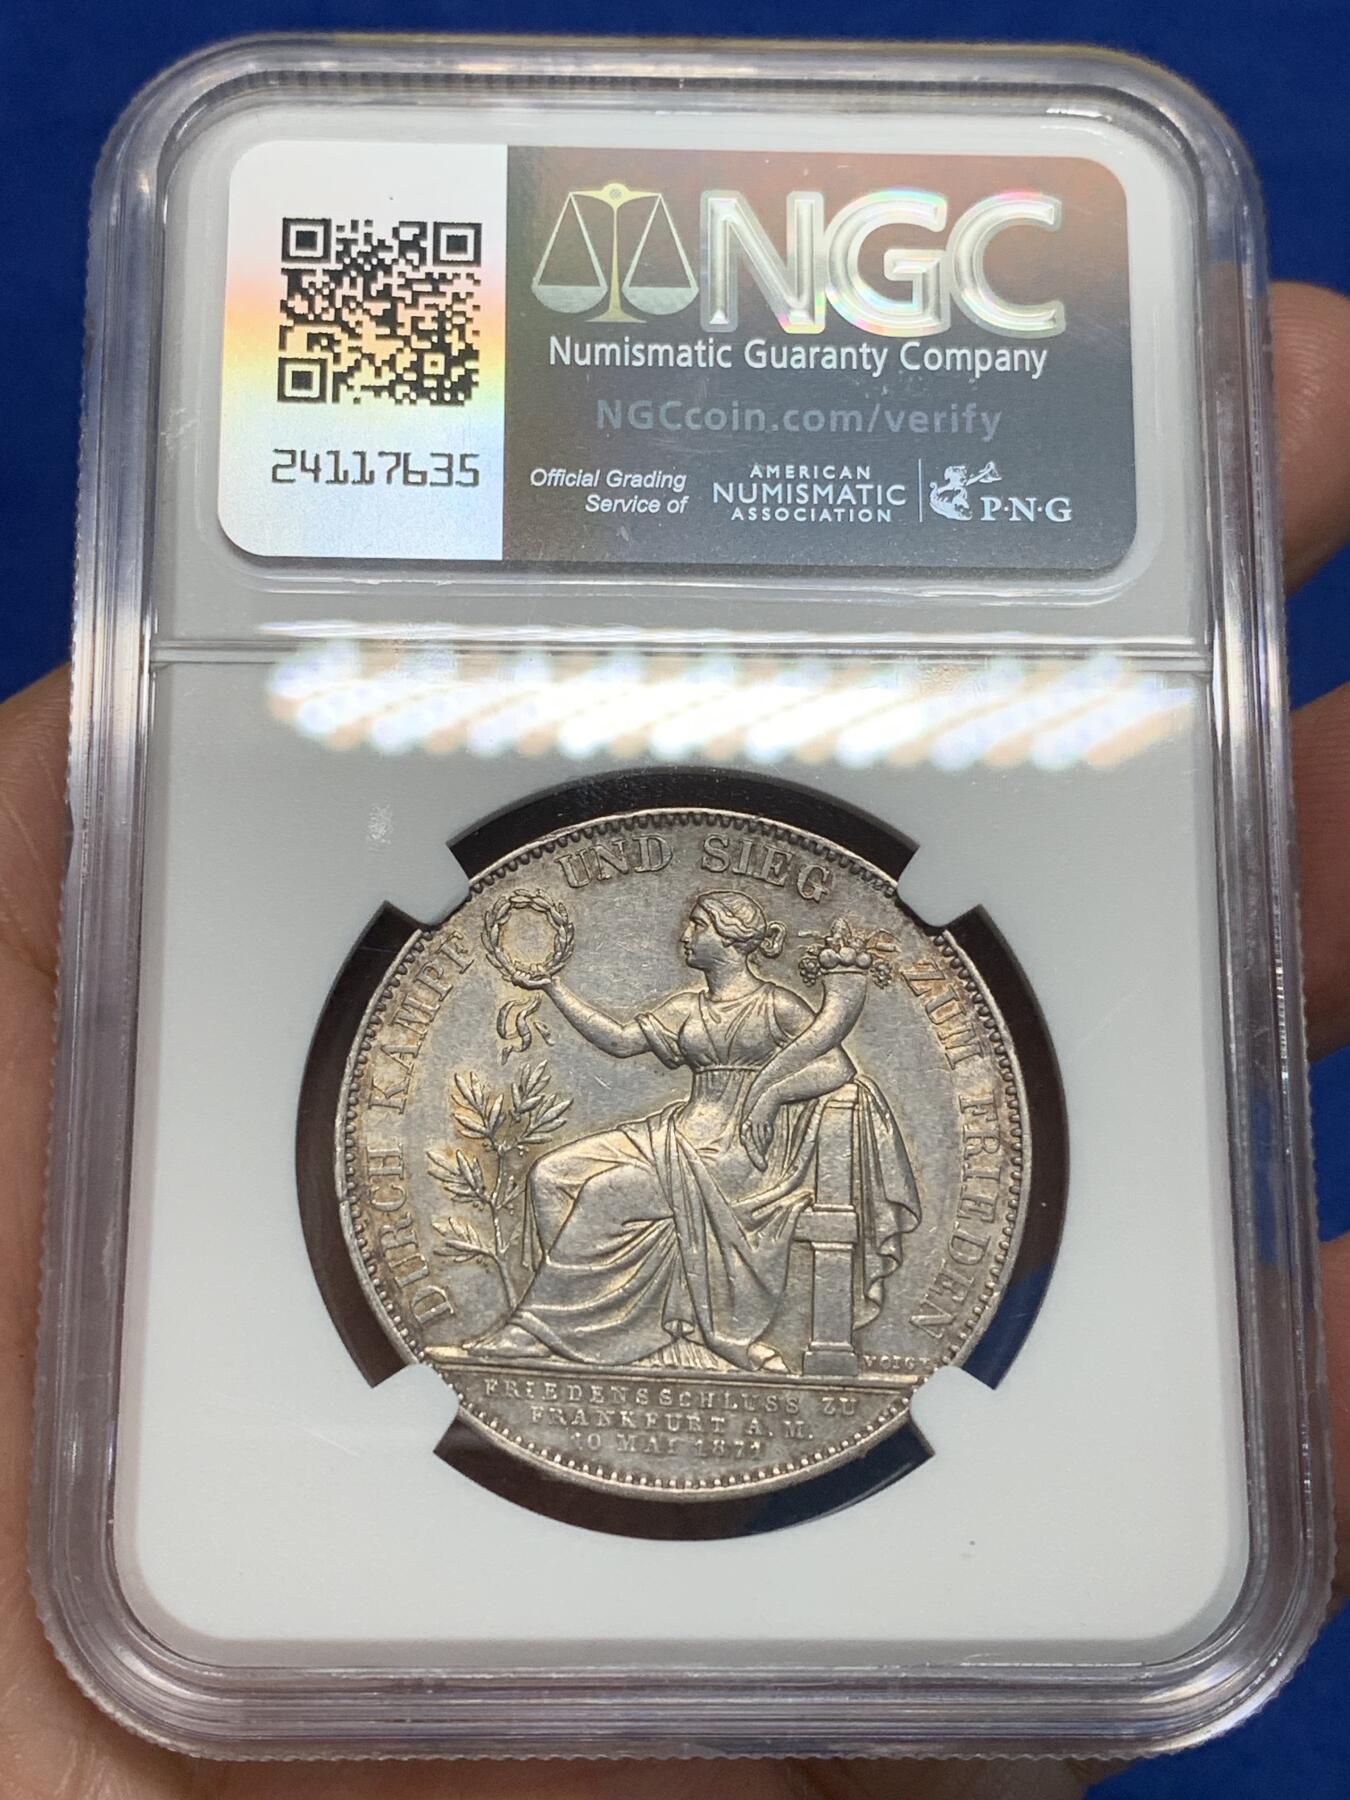 NGC
Numismatic Guaranty Company
NGCcoin.com/verify
24117635
Official Grading
Service of
AMERICAN
NUMISMATIC
ASSOCIATION
P·N·G
DURCH KAMPF UND SIEG ZUM FRIEDEN
VOIGT
FRIEDENSSCHLUSS ZU
FRANKFURT A. M.
10 MAI 1871